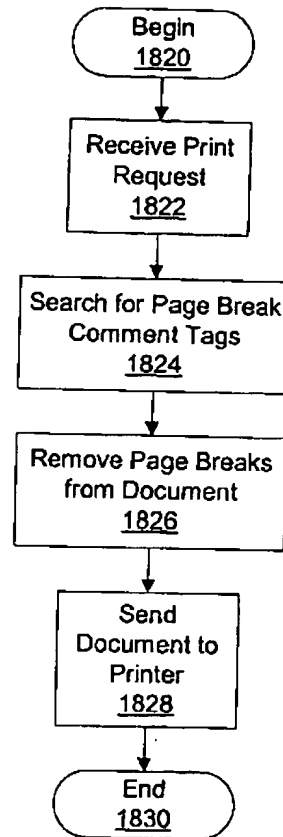 Begin
1820
Receive Print
Request
1822
Search for Page Break
Comment Tags
1824
Remove Page Breaks
from Document
1826
Send
Document to
Printer
1828
End
1830